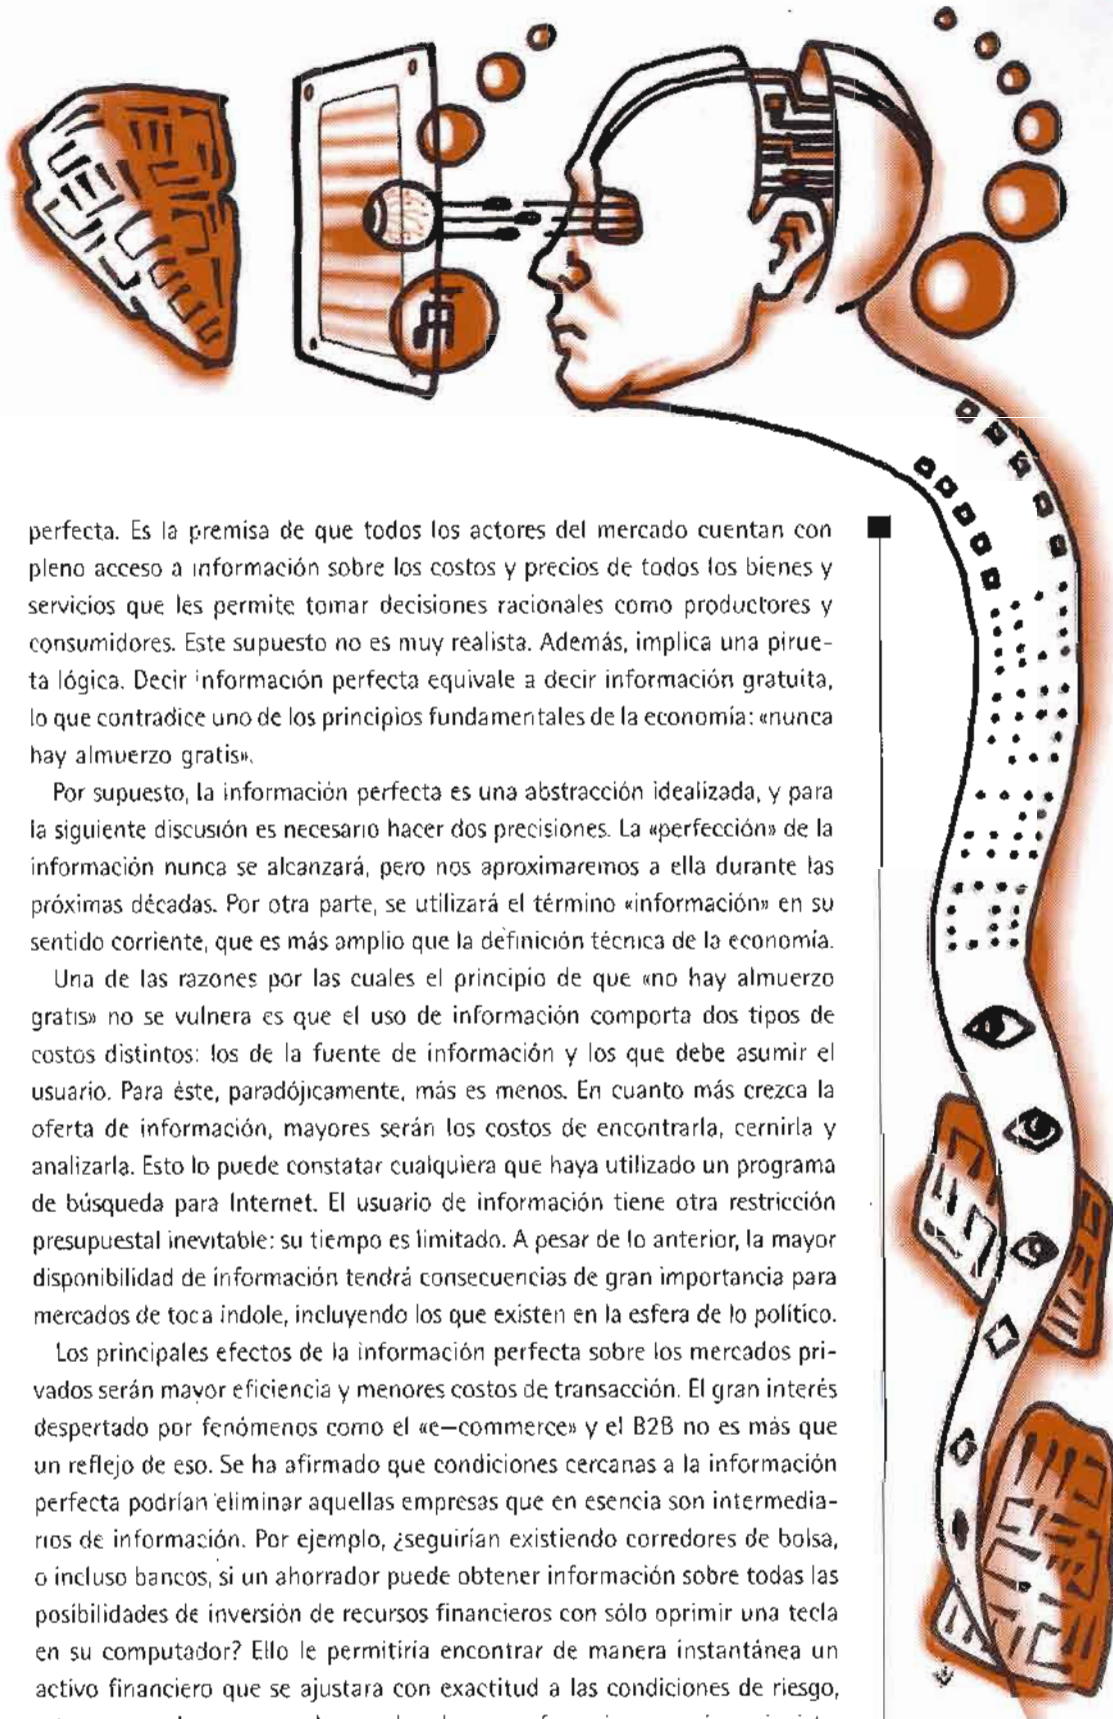 perfecta. Es la premisa de que todos los actores del mercado cuentan con
pleno acceso a información sobre los costos y precios de todos los bienes y
servicios que les permite tomar decisiones racionales como productores y
consumidores. Este supuesto no es muy realista. Además, implica una pirue-
ta lógica. Decir información perfecta equivale a decir información gratuita,
lo que contradice uno de los principios fundamentales de la economía: «nunca
hay almuerzo gratis».
Por supuesto, la información perfecta es una abstracción idealizada, y para
la siguiente discusión es necesario hacer dos precisiones. La «perfección» de la
información nunca se alcanzará, pero nos aproximaremos a ella durante las
próximas décadas. Por otra parte, se utilizará el término «información» en su
sentido corriente, que es más amplio que la definición técnica de la economía.
Una de las razones por las cuales el principio de que «no hay almuerzo
gratis» no se vulnera es que el uso de información comporta dos tipos de
costos distintos: los de la fuente de información y los que debe asumir el
usuario. Para éste, paradójicamente, más es menos. En cuanto más crezca la
oferta de información, mayores serán los costos de encontrarla, cernirla y
analizarla. Esto lo puede constatar cualquiera que haya utilizado un programa
de búsqueda para Internet. El usuario de información tiene otra restricción
presupuestal inevitable: su tiempo es limitado. A pesar de lo anterior, la mayor
disponibilidad de información tendrá consecuencias de gran importancia para
mercados de toca índole, incluyendo los que existen en la esfera de lo político.
Los principales efectos de la información perfecta sobre los mercados pri-
vados serán mayor eficiencia y menores costos de transacción. El gran interés
despertado por fenómenos como el «e–commerce» y el B2B no es más que
un reflejo de eso. Se ha afirmado que condiciones cercanas a la información
perfecta podrían eliminar aquellas empresas que en esencia son intermedia-
rios de información. Por ejemplo, ¿seguirían existiendo corredores de bolsa,
o incluso bancos, si un ahorrador puede obtener información sobre todas las
posibilidades de inversión de recursos financieros con sólo oprimir una tecla
en su computador? Ello le permitiría encontrar de manera instantánea un
activo financiero que se ajustara con exactitud a las condiciones de riesgo,